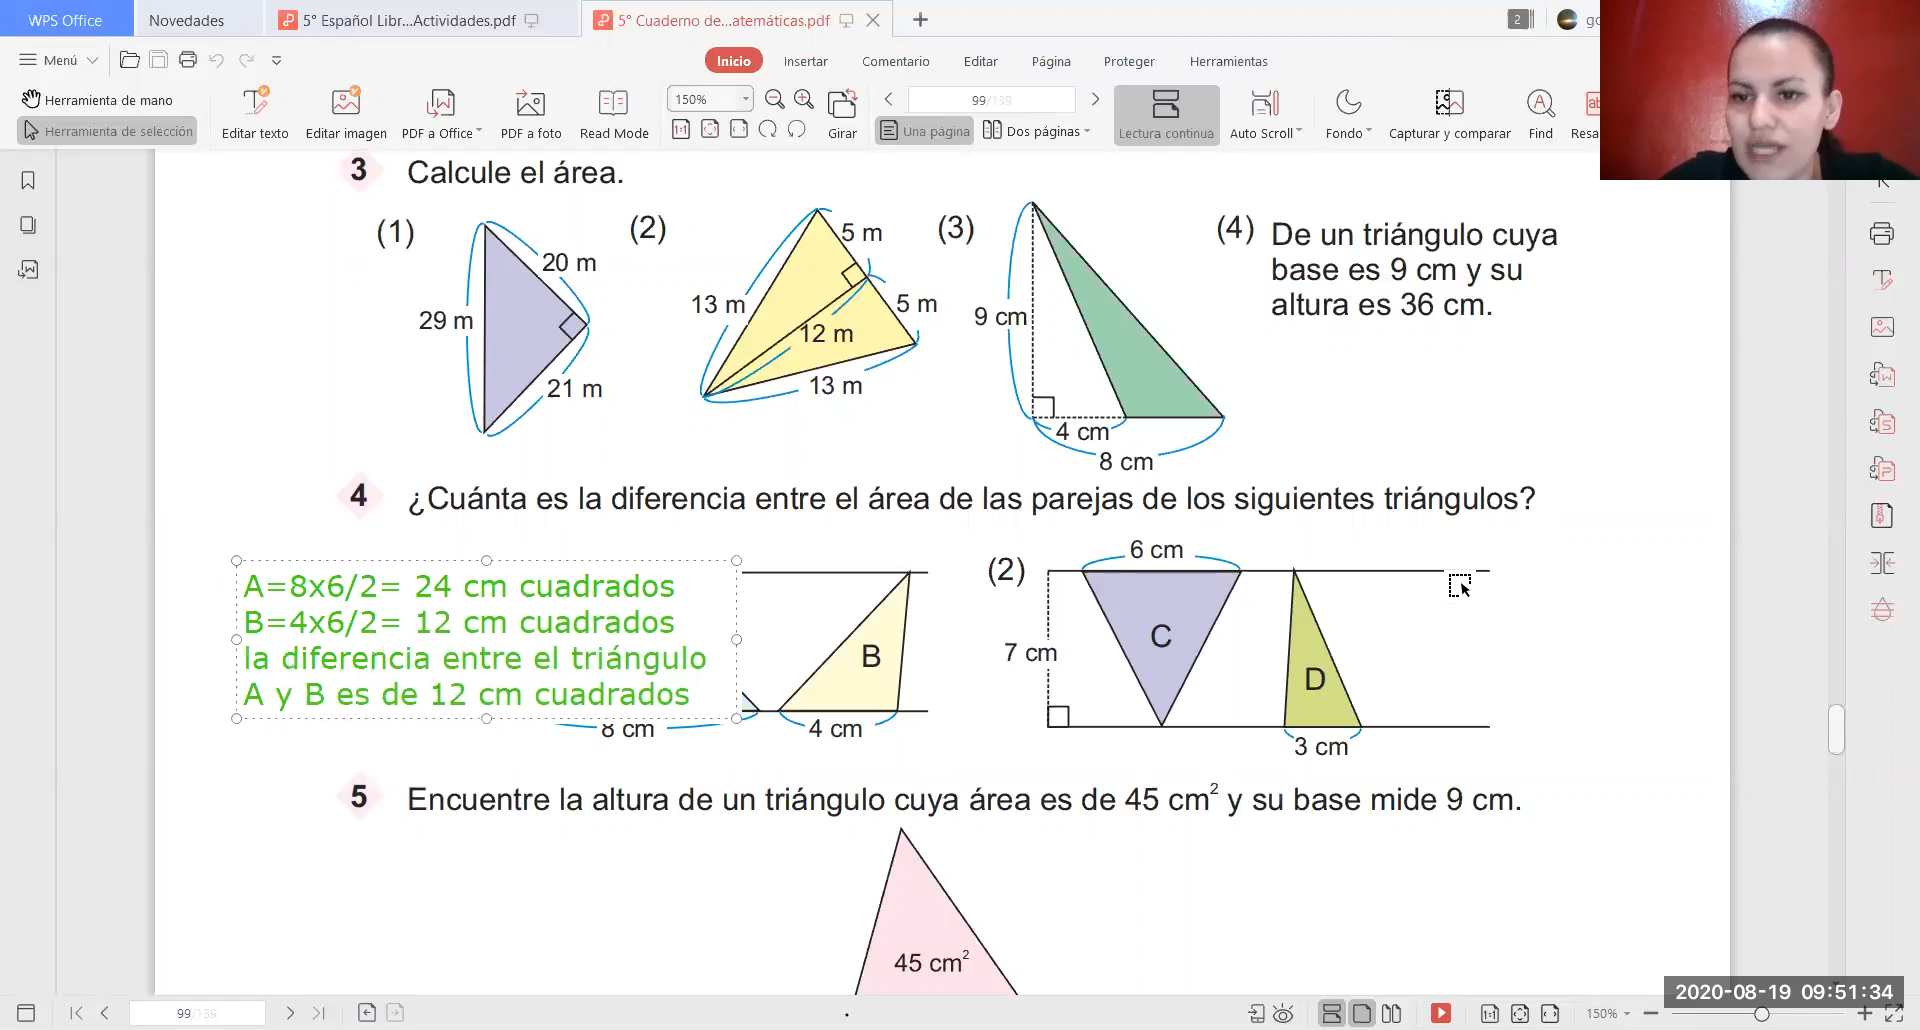 WPS Office
Novedades
5° Español Libr...Actividades.pdf
5° Cuaderno de...atemáticas.pdf
2
Menú
Inicio
Insertar
Comentario
Editar
Página
Proteger
Herramientas
Herramienta de mano
Herramienta de selección
Editar texto
Editar imagen
PDF a Office
PDF a foto
Read Mode
150%
Girar
99/139
Una página
Dos páginas
Lectura continua
Auto Scroll
Fondo
Capturar y comparar
Find
3 Calcule el área.
(1)
20 m
29 m
21 m
(2)
5 m
13 m
5 m
12 m
13 m
(3)
9 cm
4 cm
8 cm
(4) De un triángulo cuya
base es 9 cm y su
altura es 36 cm.
4 ¿Cuánta es la diferencia entre el área de las parejas de los siguientes triángulos?
A=8x6/2= 24 cm cuadrados
B=4x6/2= 12 cm cuadrados
la diferencia entre el triángulo
A y B es de 12 cm cuadrados
8 cm
B
4 cm
(2)
6 cm
7 cm
C
D
3 cm
5 Encuentre la altura de un triángulo cuya área es de 45 cm² y su base mide 9 cm.
45 cm²
99/139
150%
2020-08-19 09:51:34